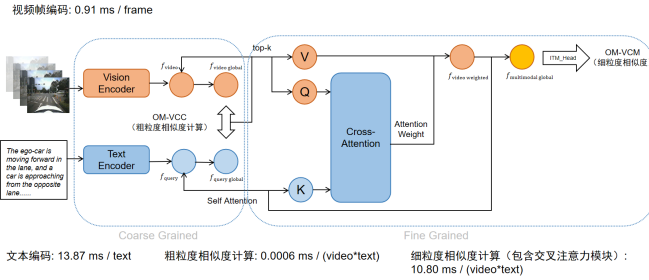 视频帧编码: 0.91 ms / frame
top-k
Vision
Encoder
f video
f video global
V
Q
K
OM-VCC
(粗粒度相似度计算)
Cross-
Attention
Attention
Weight
f video weighted
f multimodal global
ITM_Head
OM-VCM
(细粒度相似度
The ego-car is
moving forward in
the lane, and a
car is approaching
from the opposite
lane......
Text
Encoder
f query
f query global
Self Attention
Coarse Grained
Fine Grained
文本编码: 13.87 ms / text
粗粒度相似度计算: 0.0006 ms / (video*text)
细粒度相似度计算（包含交叉注意力模块）:
10.80 ms / (video*text)